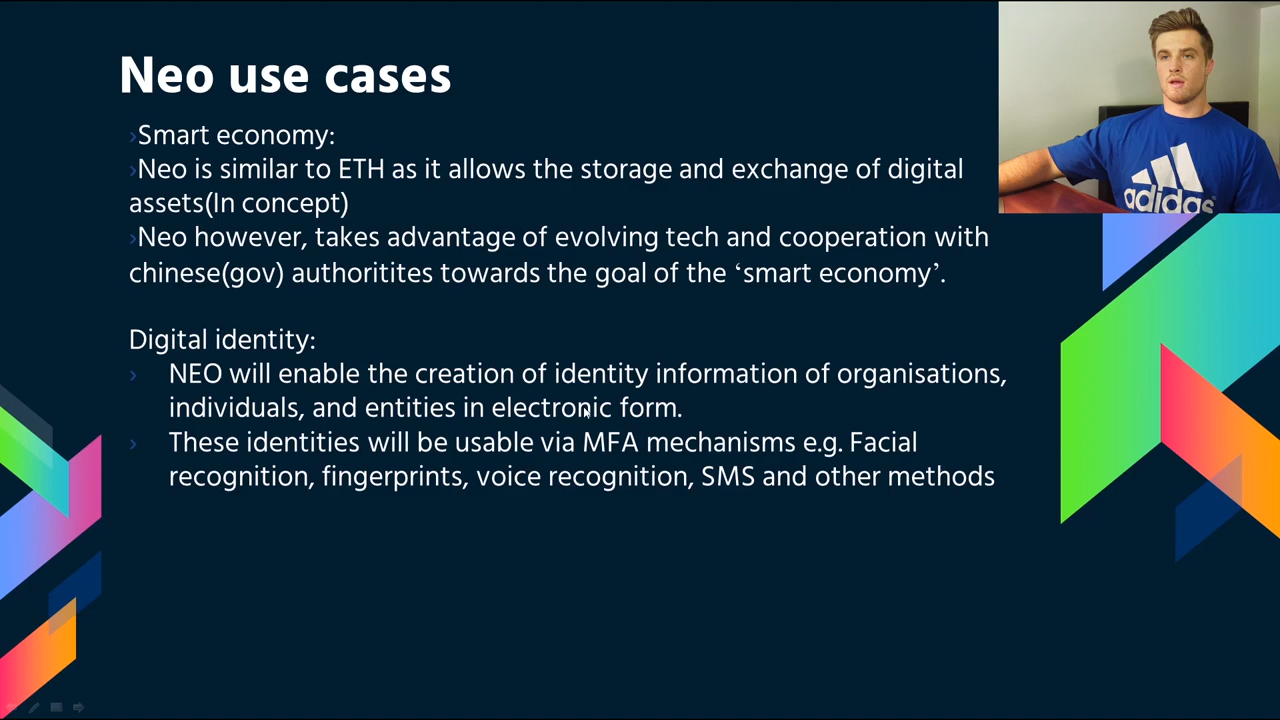 Neo use cases
›Smart economy:
›Neo is similar to ETH as it allows the storage and exchange of digital
assets(In concept)
›Neo however, takes advantage of evolving tech and cooperation with
chinese(gov) authoritites towards the goal of the ‘smart economy’.
Digital identity:
› NEO will enable the creation of identity information of organisations,
individuals, and entities in electronic form.
› These identities will be usable via MFA mechanisms e.g. Facial
recognition, fingerprints, voice recognition, SMS and other methods
adidas